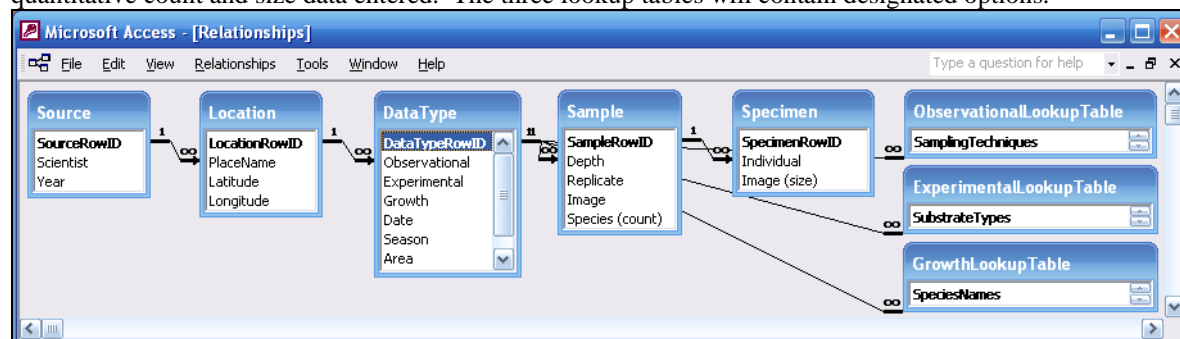 quantitative count and size data entered. The three lookup tables will contain designated options.
Microsoft Access - [Relationships]
File Edit View Relationships Tools Window Help Type a question for help
Source
SourceRowID
Scientist
Year
1
∞
Location
LocationRowID
PlaceName
Latitude
Longitude
1
∞
DataType
DataTypeRowID
Observational
Experimental
Growth
Date
Season
Area
Sample
SampleRowID
Depth
Replicate
Image
Species (count)
1
∞
Specimen
SpecimenRowID
Individual
Image (size)
ObservationalLookupTable
∞ SamplingTechniques
ExperimentalLookupTable
∞ SubstrateTypes
GrowthLookupTable
∞ SpeciesNames